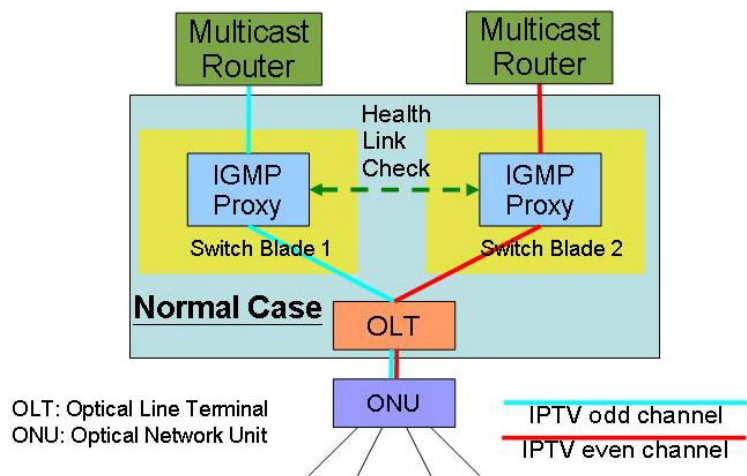 Multicast
Router
Multicast
Router
Health
Link
Check
IGMP
Proxy
IGMP
Proxy
Switch Blade 1
Switch Blade 2
Normal Case
OLT
ONU
OLT: Optical Line Terminal
ONU: Optical Network Unit
IPTV odd channel
IPTV even channel